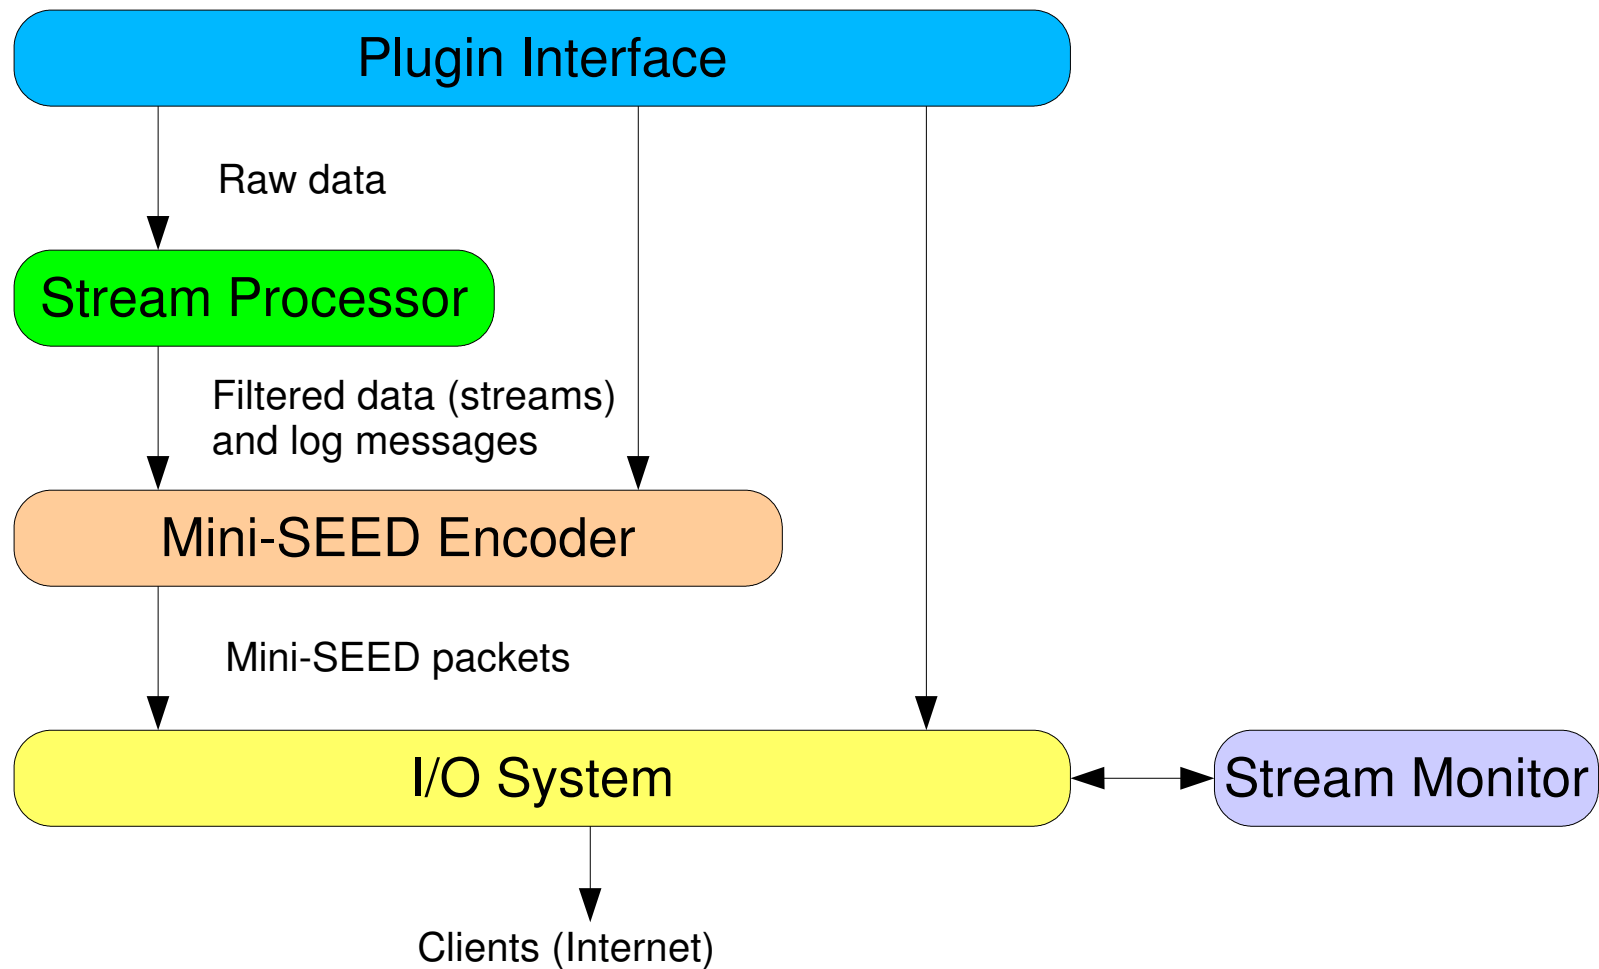 Plugin Interface
Raw data
Stream Processor
Filtered data (streams)
and log messages
Mini-SEED Encoder
Mini-SEED packets
I/O System
Stream Monitor
Clients (Internet)